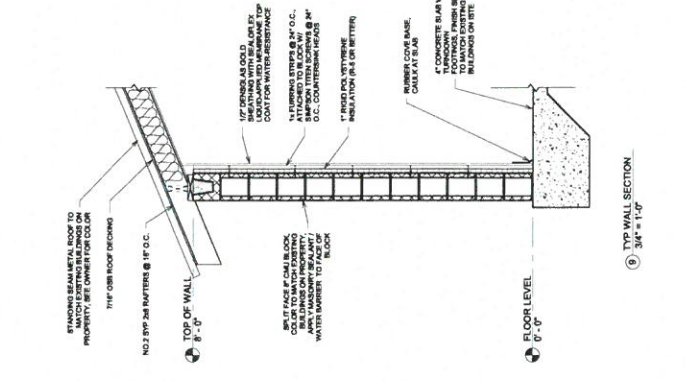 STANDING SEAM METAL ROOF TO
MATCH EXISTING BUILDINGS ON
PROPERTY, SEE OWNER FOR COLOR
7/16" OSB ROOF DECKING
NO.2 SYP 2x8 RAFTERS @ 16" O.C.
TOP OF WALL
8' - 0"
SPLIT FACE 8" CMU BLOCK,
COLOR TO MATCH EXISTING
BUILDINGS ON PROPERTY,
APPLY MASONRY SEALANT /
WATER BARRIER TO FACE OF
BLOCK
FLOOR LEVEL
0' - 0"
1/2" DENSGLAS GOLD
SHEATHING WITH SEALOFLEX
LIQUID-APPLIED MEMBRANE TOP
COAT FOR WATER-RESISTANCE
1x FURRING STRIPS @ 24" O.C.,
ATTACHED TO BLOCK W/
SIMPSON TITEN SCREWS @ 24"
O.C., COUNTERSINK HEADS
1" RIGID POLYSTYRENE
INSULATION (R-5 OR BETTER)
RUBBER COVE BASE,
CAULK AT SLAB
4" CONCRETE SLAB
TURNDOWN
FOOTINGS, FINISH
TO MATCH EXISTING
BUILDINGS ON ISTE
9 TYP WALL SECTION
3/4" = 1'-0"